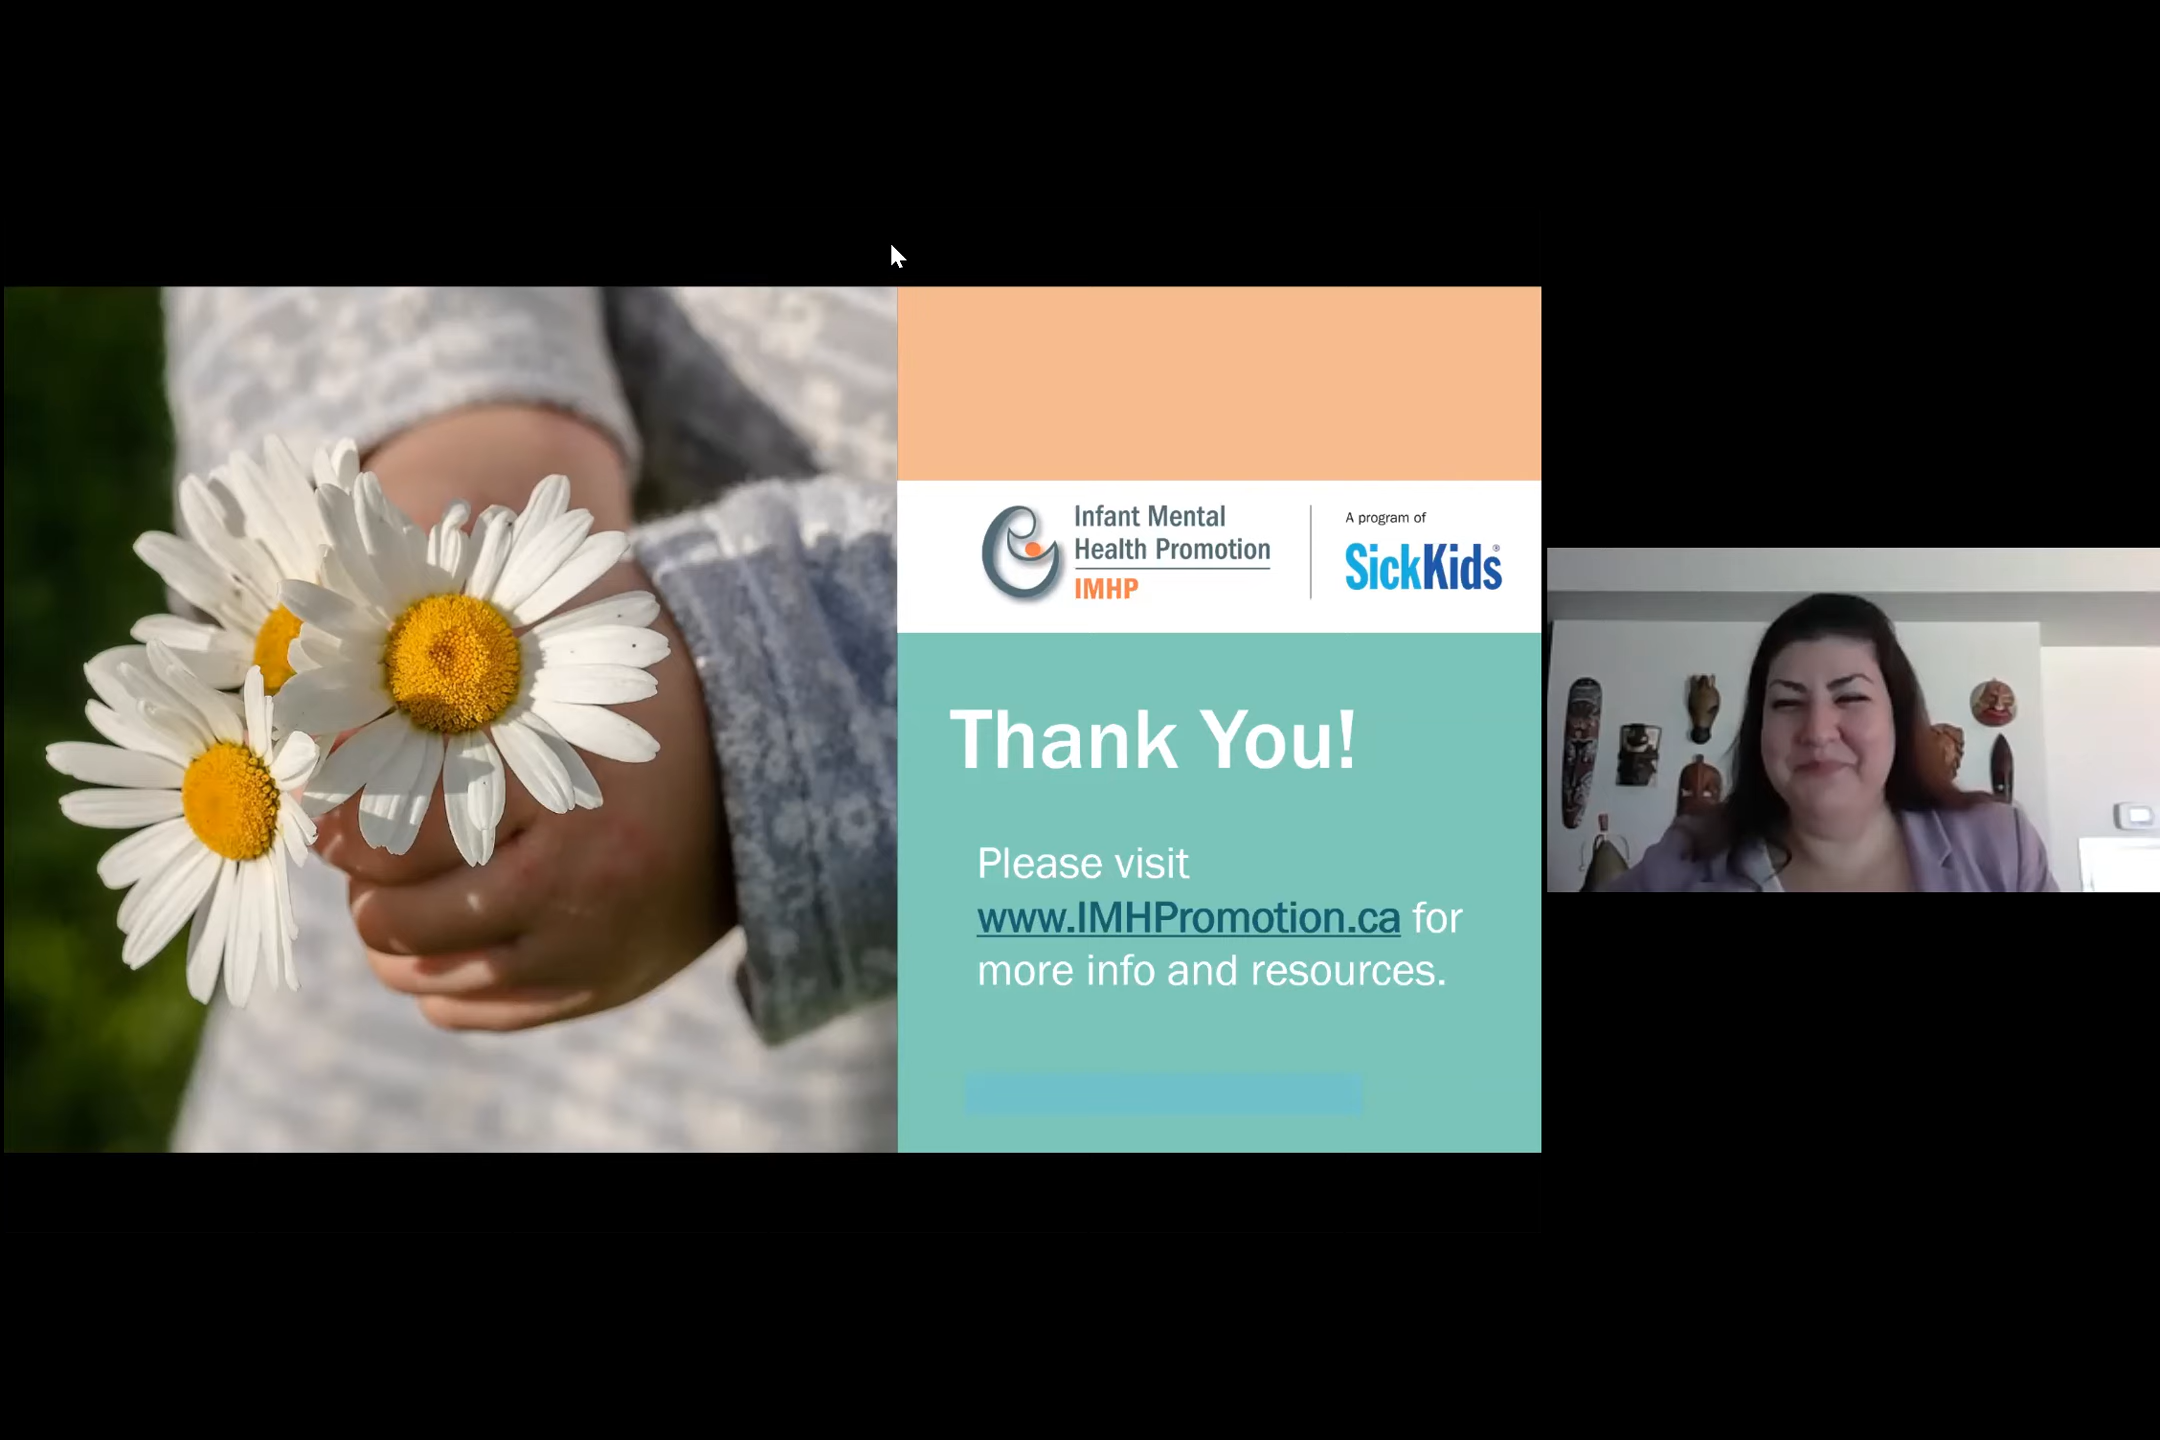 Infant Mental
Health Promotion
IMHP
A program of
SickKids®
Thank You!
Please visit
www.IMHPromotion.ca for
more info and resources.